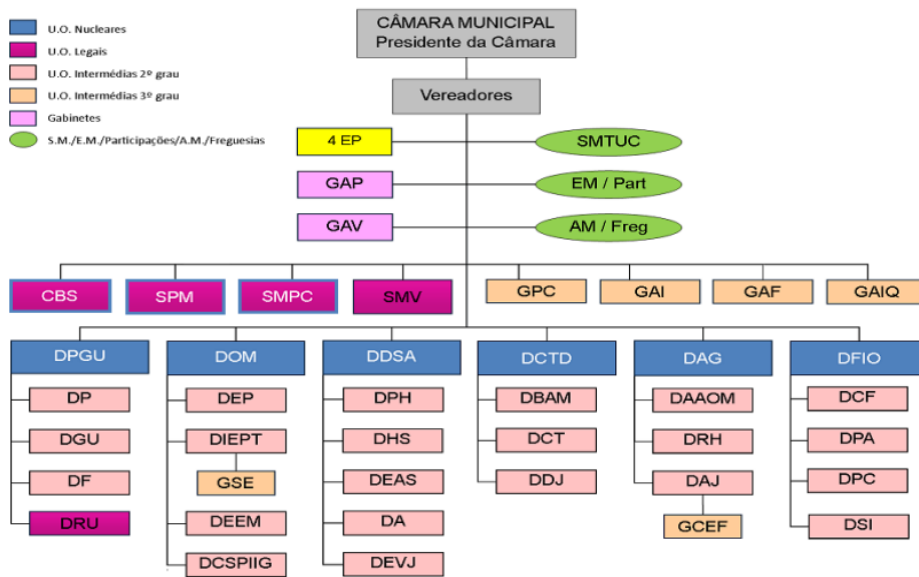 CÂMARA MUNICIPAL
Presidente da Câmara
Vereadores
U.O. Nucleares
U.O. Legais
U.O. Intermédias 2º grau
U.O. Intermédias 3º grau
Gabinetes
S.M./E.M./Participações/A.M./Freguesias
4 EP
SMTUC
GAP
EM / Part
GAV
AM / Freg
CBS
SPM
SMPC
SMV
GPC
GAI
GAF
GAIQ
DPGU
DOM
DDSA
DCTD
DAG
DFIO
DP
DEP
DPH
DBAM
DAAOM
DCF
DGU
DIEPT
DHS
DCT
DRH
DPA
DF
GSE
DEAS
DDJ
DAJ
DPC
DRU
DEEM
DA
GCEF
DSI
DCSPIIG
DEVJ